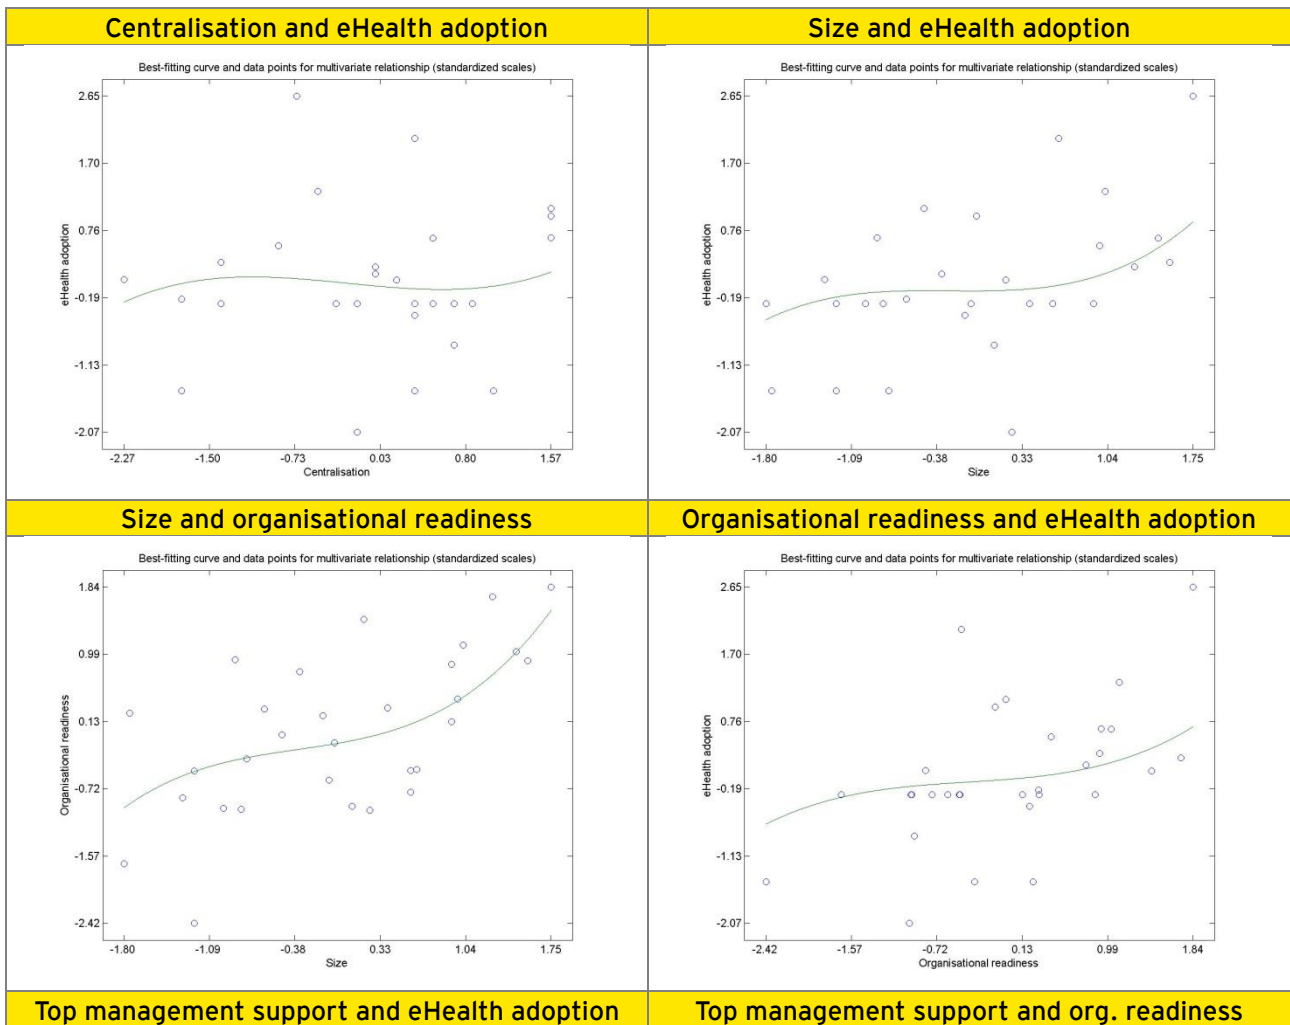 Centralisation and eHealth adoption
Size and eHealth adoption
Best-fitting curve and data points for multivariate relationship (standardized scales)
2.65
1.70
0.76
-0.19
-1.13
-2.07
eHealth adoption
-2.27 -1.50 -0.73 0.03 0.80 1.57
Centralisation
Best-fitting curve and data points for multivariate relationship (standardized scales)
2.65
1.70
0.76
-0.19
-1.13
-2.07
eHealth adoption
-1.80 -1.09 -0.38 0.33 1.04 1.75
Size
Size and organisational readiness
Organisational readiness and eHealth adoption
Best-fitting curve and data points for multivariate relationship (standardized scales)
1.84
0.99
0.13
-0.72
-1.57
-2.42
Organisational readiness
-1.80 -1.09 -0.38 0.33 1.04 1.75
Size
Best-fitting curve and data points for multivariate relationship (standardized scales)
2.65
1.70
0.76
-0.19
-1.13
-2.07
eHealth adoption
-2.42 -1.57 -0.72 0.13 0.99 1.84
Organisational readiness
Top management support and eHealth adoption
Top management support and org. readiness